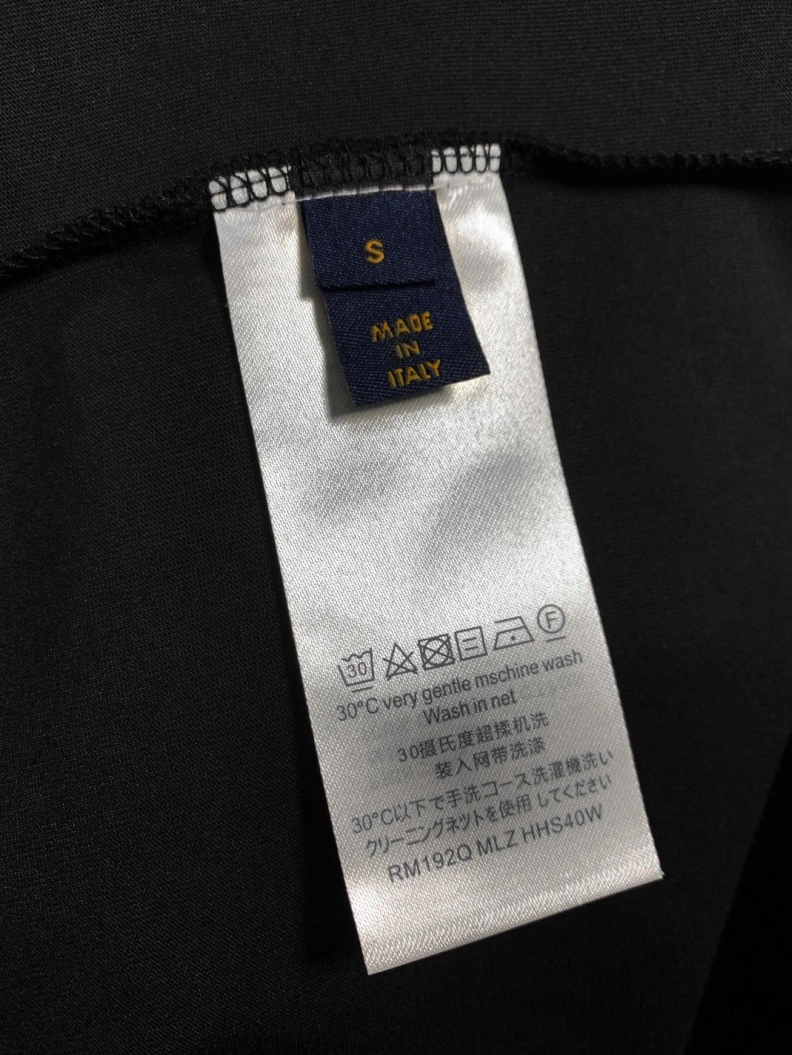 S
MADE
IN
ITALY
30
F
30°C very gentle mschine wash
Wash in net
30摄氏度超揉机洗
装入网带洗涤
30°C以下で手洗コース洗濯機洗い
クリーニングネツトを使用してください
RM192Q MLZ HHS40W